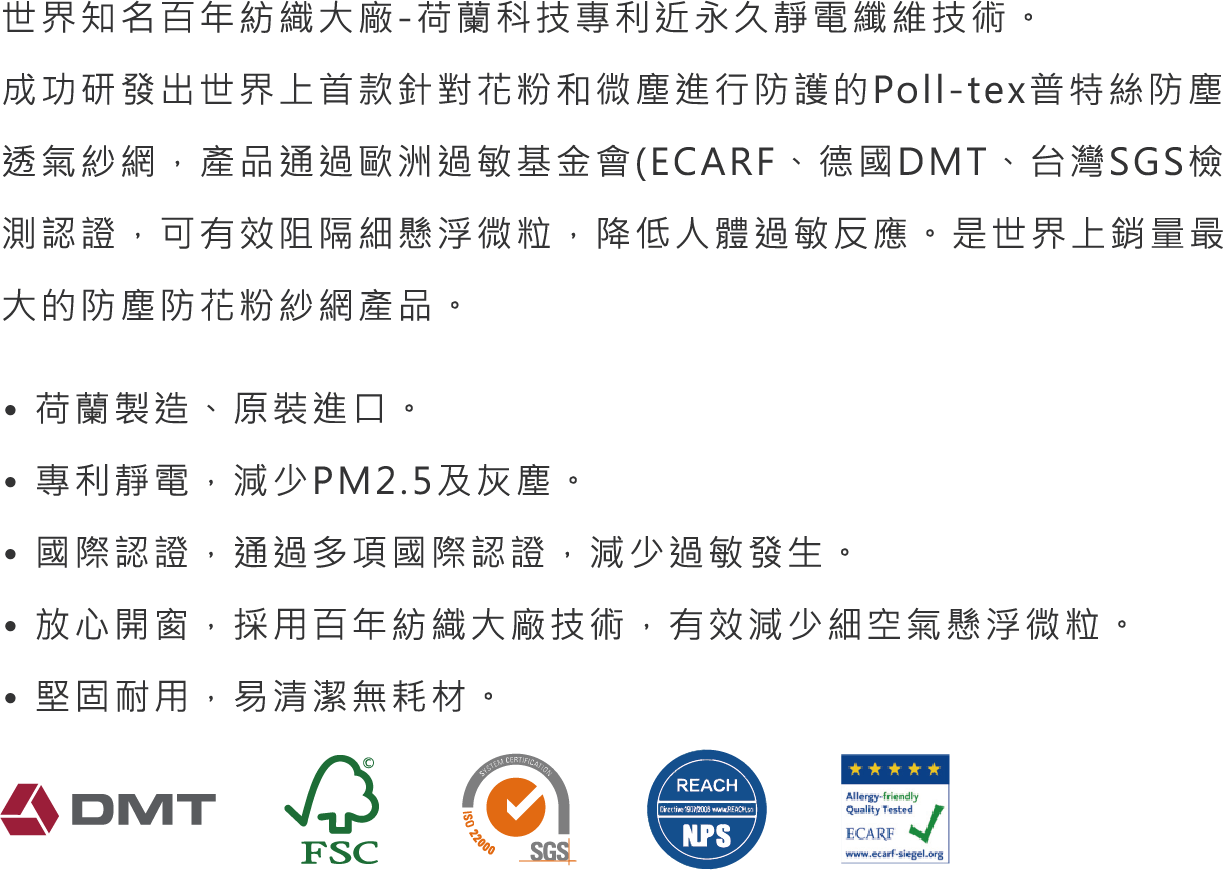 世界知名百年紡織大廠-荷蘭科技專利近永久靜電纖維技術。
成功研發出世界上首款針對花粉和微塵進行防護的Poll-tex普特絲防塵
透氣紗網，產品通過歐洲過敏基金會(ECARF、德國DMT、台灣SGS檢
測認證，可有效阻隔細懸浮微粒，降低人體過敏反應。是世界上銷量最
大的防塵防花粉紗網產品。
• 荷蘭製造、原裝進口。
• 專利靜電，減少PM2.5及灰塵。
• 國際認證，通過多項國際認證，減少過敏發生。
• 放心開窗，採用百年紡織大廠技術，有效減少細空氣懸浮微粒。
• 堅固耐用，易清潔無耗材。
DMT
©
FSC
SYSTEM CERTIFICATION
ISO 22000
SGS
REACH
Directive 1907/2006 www.REACH.so
NPS
Allergy-friendly
Quality Tested
ECARF
www.ecarf-siegel.org